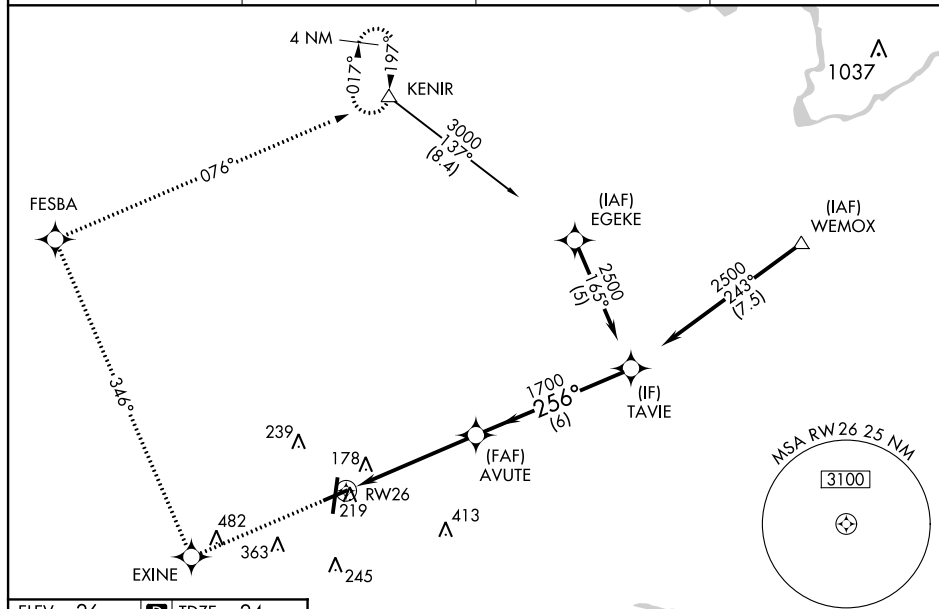 4 NM
017°
197°
KENIR
1037
3000
137°
(8.4)
076°
FESBA
(IAF)
EGEKE
(IAF)
WEMOX
2500
165°
(5)
2500
243°
(7.5)
346°
1700
256°
(6)
(IF)
TAVIE
239
178
(FAF)
AVUTE
RW26
219
MSA RW26 25 NM
3100
482
363
413
245
EXINE